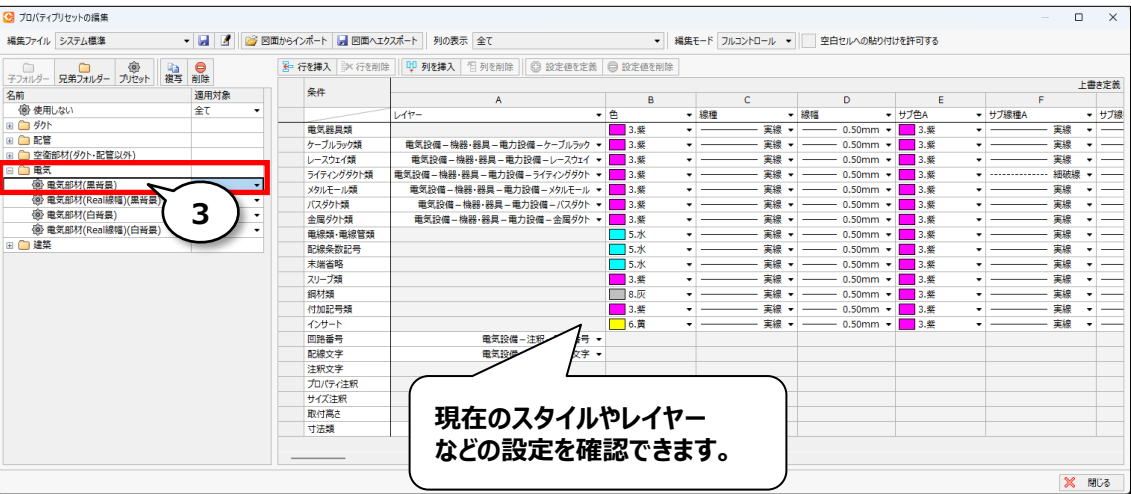 プロパティプリセットの編集
編集ファイル システム標準 図面からインポート 図面へエクスポート 列の表示 全て 編集モード フルコントロール 空白セルへの貼り付けを許可する
子フォルダー 兄弟フォルダー プリセット 複写 削除
行を挿入 行を削除 列を挿入 列を削除 設定値を定義 設定値を削除
名前 適用対象
使用しない 全て
ダクト
配管
空衛部材(ダクト・配管以外)
電気
電気部材(黒背景)
電気部材(Real線幅)(黒背景)
電気部材(白背景)
電気部材(Real線幅)(白背景)
建築
3
条件 上書き定義
A B C D E F
レイヤー 色 線種 線幅 サブ色A サブ線種A サブ線
電気器具類 3.紫 実線 0.50mm 3.紫 実線
ケーブルラック類 電気設備－機器・器具－電力設備－ケーブルラック 3.紫 実線 0.50mm 3.紫 実線
レースウェイ類 電気設備－機器・器具－電力設備－レースウェイ 3.紫 実線 0.50mm 3.紫 実線
ライティングダクト類 電気設備－機器・器具－電力設備－ライティングダクト 3.紫 実線 0.50mm 3.紫 細破線
メタルモール類 電気設備－機器・器具－電力設備－メタルモール 3.紫 実線 0.50mm 3.紫 実線
バスダクト類 電気設備－機器・器具－電力設備－バスダクト 3.紫 実線 0.50mm 3.紫 実線
金属ダクト類 電気設備－機器・器具－電力設備－金属ダクト 3.紫 実線 0.50mm 3.紫 実線
電線類・電線管類 5.水 実線 0.50mm 3.紫 実線
配線条数記号 5.水 実線 0.50mm 3.紫 実線
末端省略 5.水 実線 0.50mm 3.紫 実線
スリーブ類 3.紫 実線 0.50mm 3.紫 実線
鋼材類 8.灰 実線 0.50mm 3.紫 実線
付加記号類 3.紫 実線 0.50mm 3.紫 実線
インサート 6.黄 実線 0.50mm 3.紫 実線
回路番号 電気設備－注釈 号
配線文字 電気設備 文字
注釈文字
プロパティ注釈
サイズ注釈
取付高さ
寸法類
現在のスタイルやレイヤー
などの設定を確認できます。
閉じる